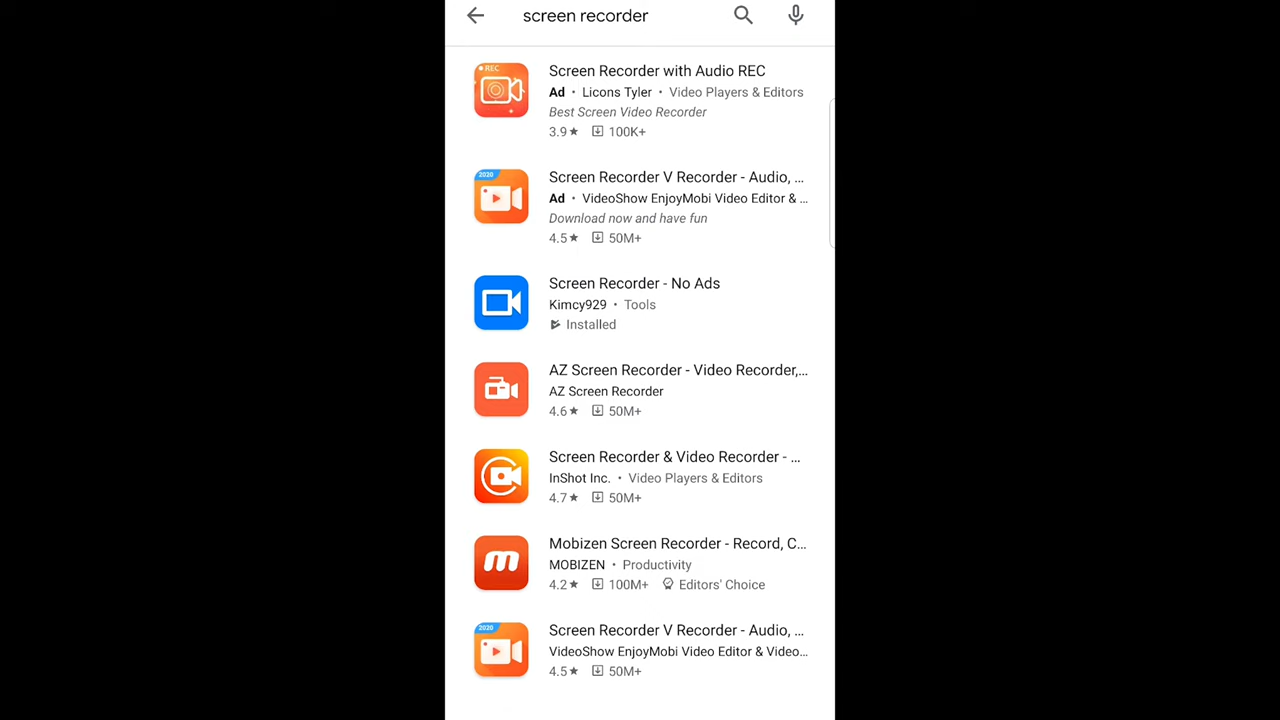 screen recorder
REC
Screen Recorder with Audio REC
Ad • Licons Tyler • Video Players & Editors
Best Screen Video Recorder
3.9★ 100K+
2020
Screen Recorder V Recorder - Audio, ...
Ad • VideoShow EnjoyMobi Video Editor & ...
Download now and have fun
4.5★ 50M+
Screen Recorder - No Ads
Kimcy929 • Tools
Installed
AZ Screen Recorder - Video Recorder,...
AZ Screen Recorder
4.6★ 50M+
Screen Recorder & Video Recorder - ...
InShot Inc. • Video Players & Editors
4.7★ 50M+
m
Mobizen Screen Recorder - Record, C...
MOBIZEN • Productivity
4.2★ 100M+ Editors' Choice
2020
Screen Recorder V Recorder - Audio, ...
VideoShow EnjoyMobi Video Editor & Video...
4.5★ 50M+